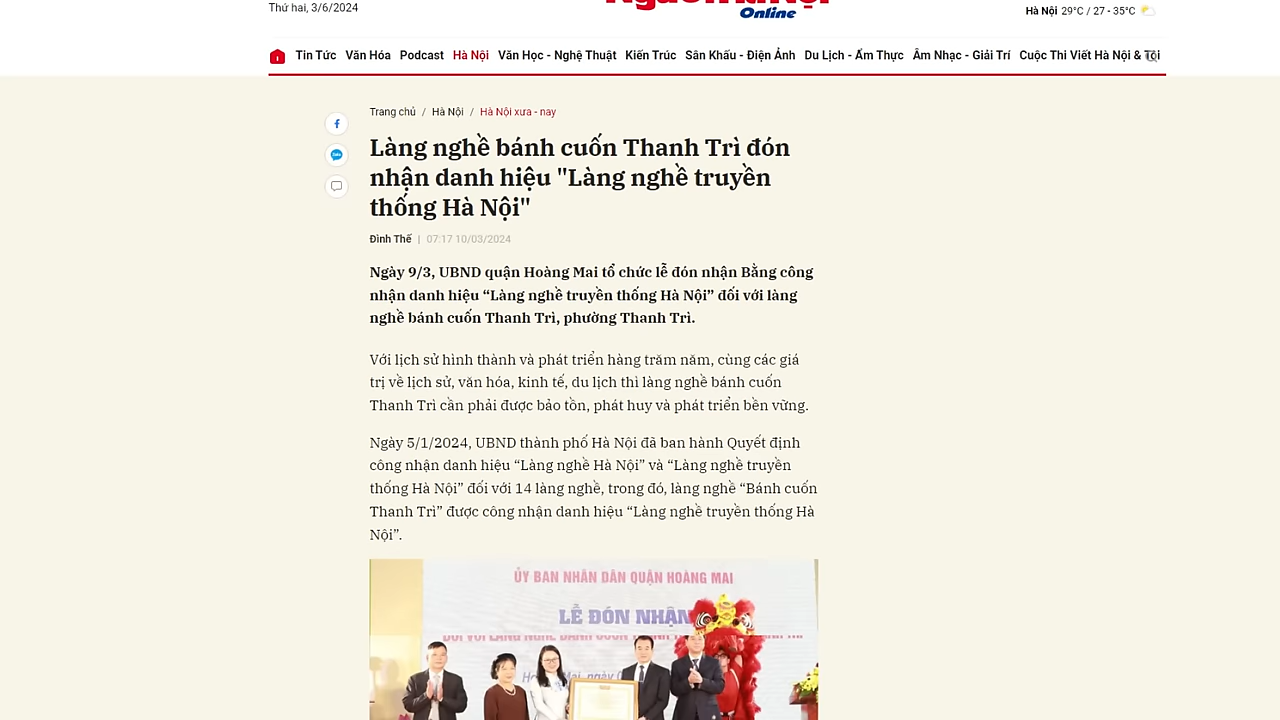 Thứ hai, 3/6/2024
Online
Hà Nội 29°C / 27 - 35°C
Tin Tức Văn Hóa Podcast Hà Nội Văn Học - Nghệ Thuật Kiến Trúc Sân Khấu - Điện Ảnh Du Lịch - Ẩm Thực Âm Nhạc - Giải Trí Cuộc Thi Viết Hà Nội & Tôi
Trang chủ / Hà Nội / Hà Nội xưa - nay
Làng nghề bánh cuốn Thanh Trì đón
nhận danh hiệu "Làng nghề truyền
thống Hà Nội"
Đình Thế | 07:17 10/03/2024
Ngày 9/3, UBND quận Hoàng Mai tổ chức lễ đón nhận Bằng công
nhận danh hiệu “Làng nghề truyền thống Hà Nội” đối với làng
nghề bánh cuốn Thanh Trì, phường Thanh Trì.
Với lịch sử hình thành và phát triển hàng trăm năm, cùng các giá
trị về lịch sử, văn hóa, kinh tế, du lịch thì làng nghề bánh cuốn
Thanh Trì cần phải được bảo tồn, phát huy và phát triển bền vững.
Ngày 5/1/2024, UBND thành phố Hà Nội đã ban hành Quyết định
công nhận danh hiệu “Làng nghề Hà Nội” và “Làng nghề truyền
thống Hà Nội” đối với 14 làng nghề, trong đó, làng nghề “Bánh cuốn
Thanh Trì” được công nhận danh hiệu “Làng nghề truyền thống Hà
Nội”.
ỦY BAN NHÂN DÂN QUẬN HOÀNG MAI
LỄ ĐÓN NHẬN